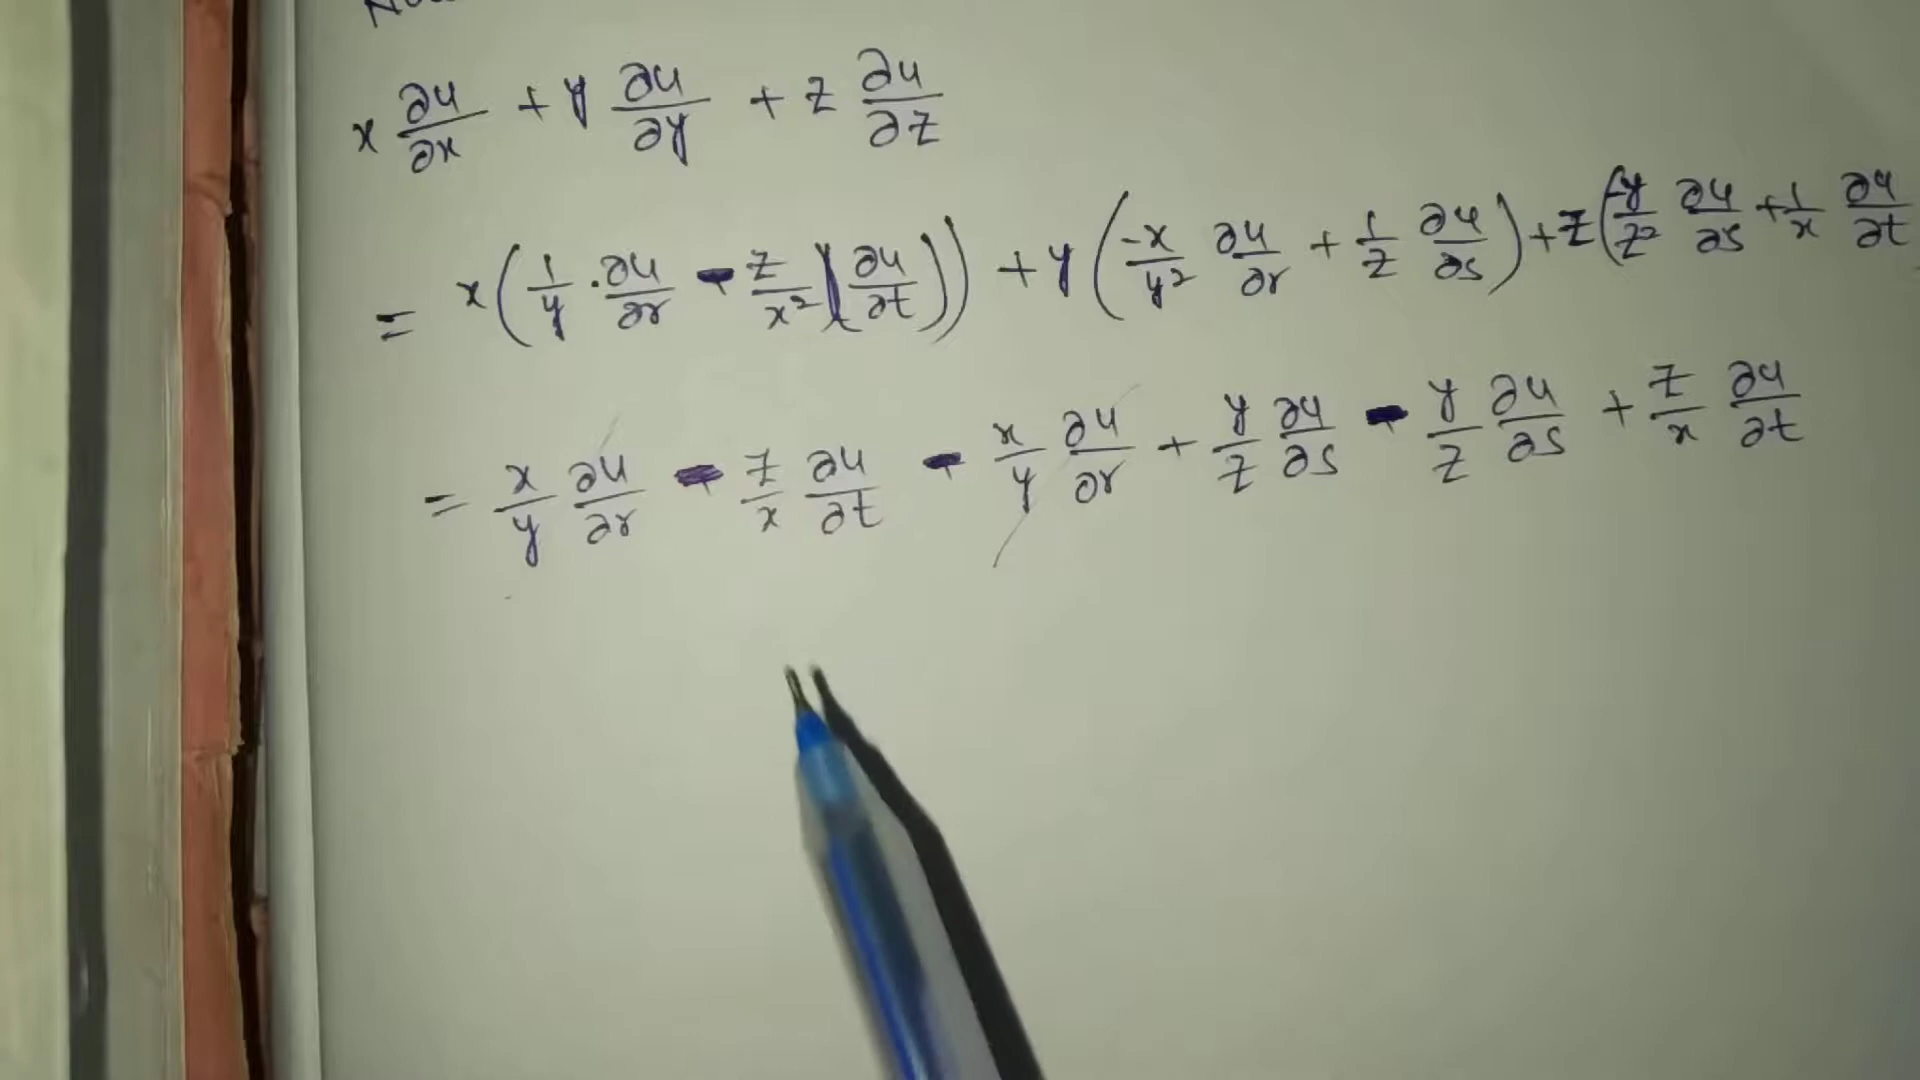 x ∂u/∂x + y ∂u/∂y + z ∂u/∂z
= x(1/y · ∂u/∂r - z/x² (∂u/∂t)) + y(-x/y² ∂u/∂r + 1/z ∂u/∂s) + z(-y/z² ∂u/∂s + 1/x ∂u/∂t
= x/y ∂u/∂r - z/x ∂u/∂t - x/y ∂u/∂r + y/z ∂u/∂s - y/z ∂u/∂s + z/x ∂u/∂t